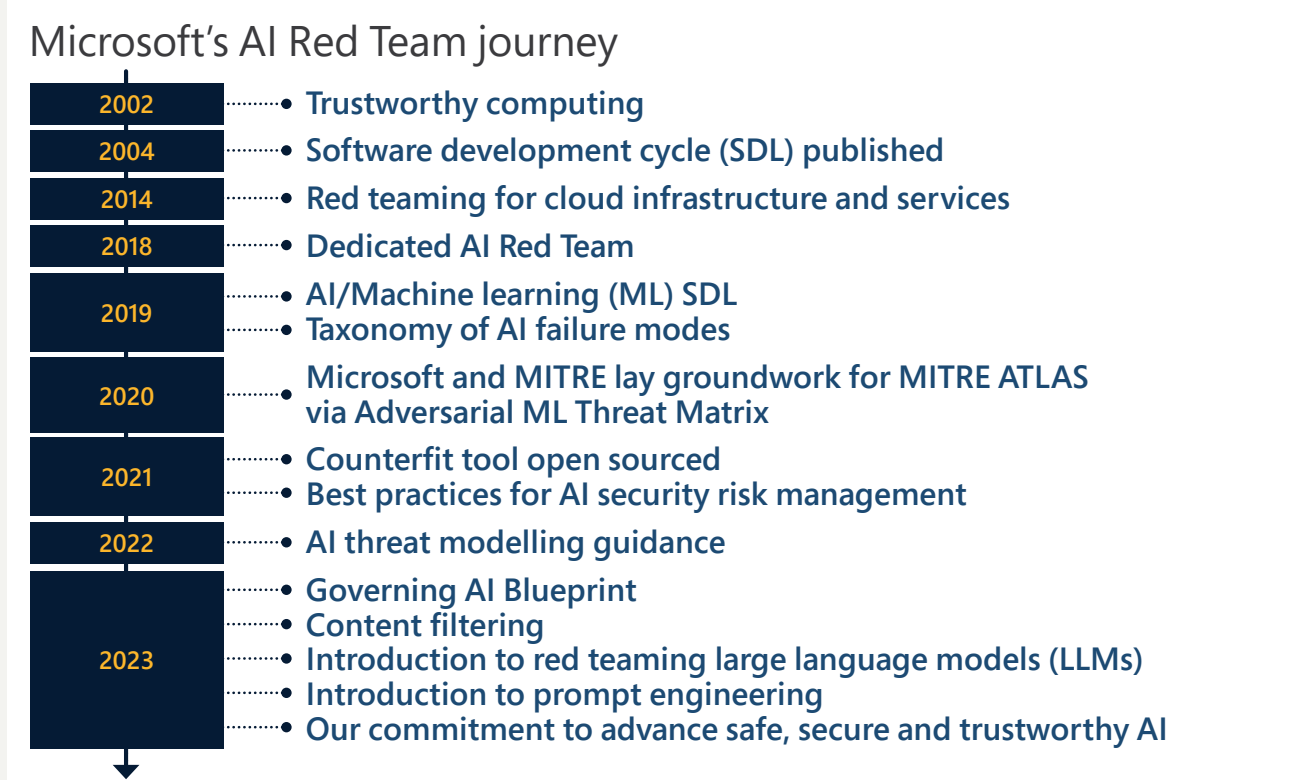 Microsoft's AI Red Team journey
2002
Trustworthy computing
2004
Software development cycle (SDL) published
2014
Red teaming for cloud infrastructure and services
2018
Dedicated AI Red Team
2019
AI/Machine learning (ML) SDL
Taxonomy of AI failure modes
2020
Microsoft and MITRE lay groundwork for MITRE ATLAS
via Adversarial ML Threat Matrix
2021
Counterfit tool open sourced
Best practices for AI security risk management
2022
AI threat modelling guidance
2023
Governing AI Blueprint
Content filtering
Introduction to red teaming large language models (LLMs)
Introduction to prompt engineering
Our commitment to advance safe, secure and trustworthy AI